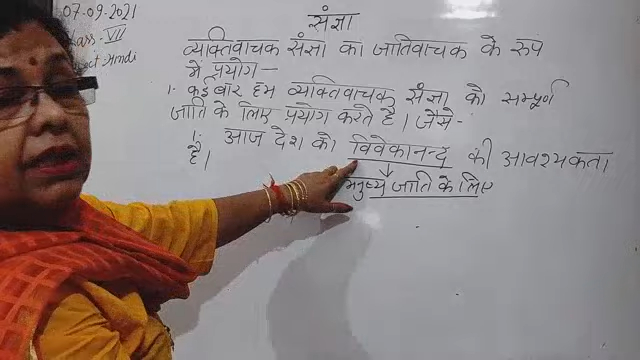 07-09-2021
संज्ञा
Class- VII
व्यक्तिवाचक संज्ञा का जातिवाचक के रूप
Hindi
में प्रयोग—
1. कई बार हम व्यक्तिवाचक संज्ञा को सम्पूर्ण
जाति के लिए प्रयोग करते हैं। जैसे-
1. आज देश को विवेकानन्द की आवश्यकता
है।
मनुष्य जाति के लिए